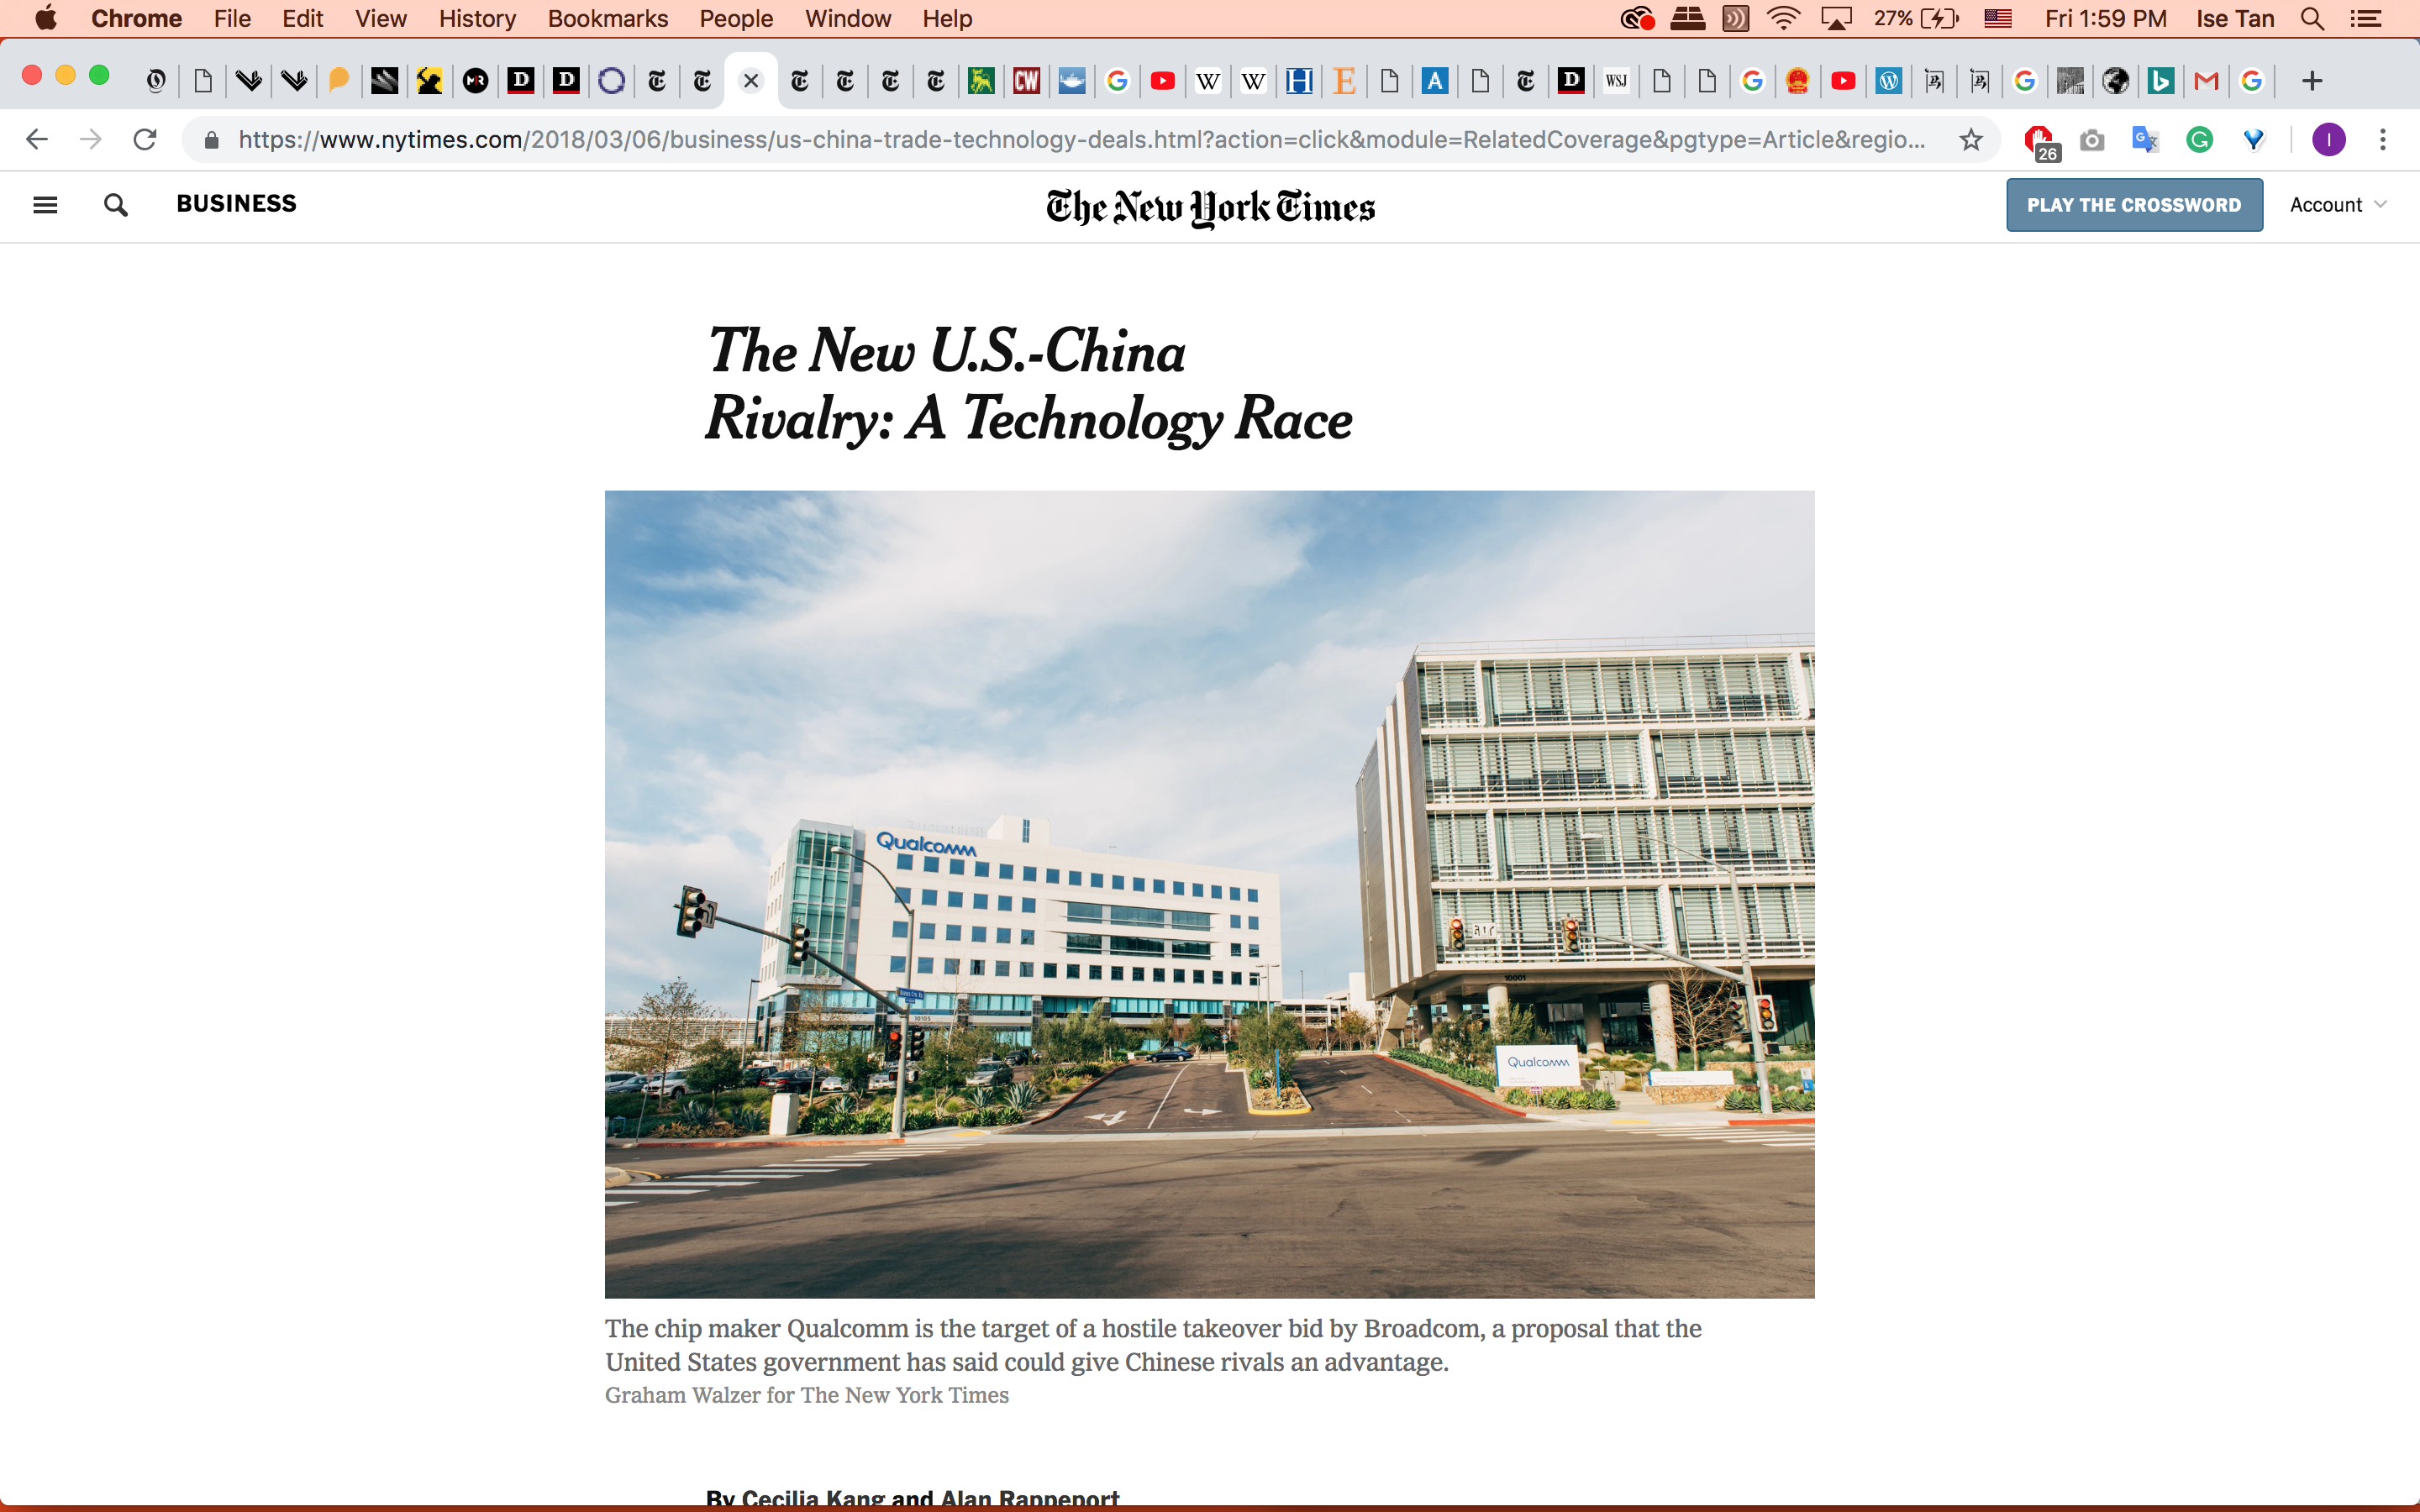 Chrome File Edit View History Bookmarks People Window Help 27% Fri 1:59 PM Ise Tan
https://www.nytimes.com/2018/03/06/business/us-china-trade-technology-deals.html?action=click&module=RelatedCoverage&pgtype=Article&regio... 26 I
BUSINESS The New York Times PLAY THE CROSSWORD Account
The New U.S.-China
Rivalry: A Technology Race
Qualcomm
10001
10105
Qualcomm
The chip maker Qualcomm is the target of a hostile takeover bid by Broadcom, a proposal that the
United States government has said could give Chinese rivals an advantage.
Graham Walzer for The New York Times
By Cecilia Kang and Alan Rappeport